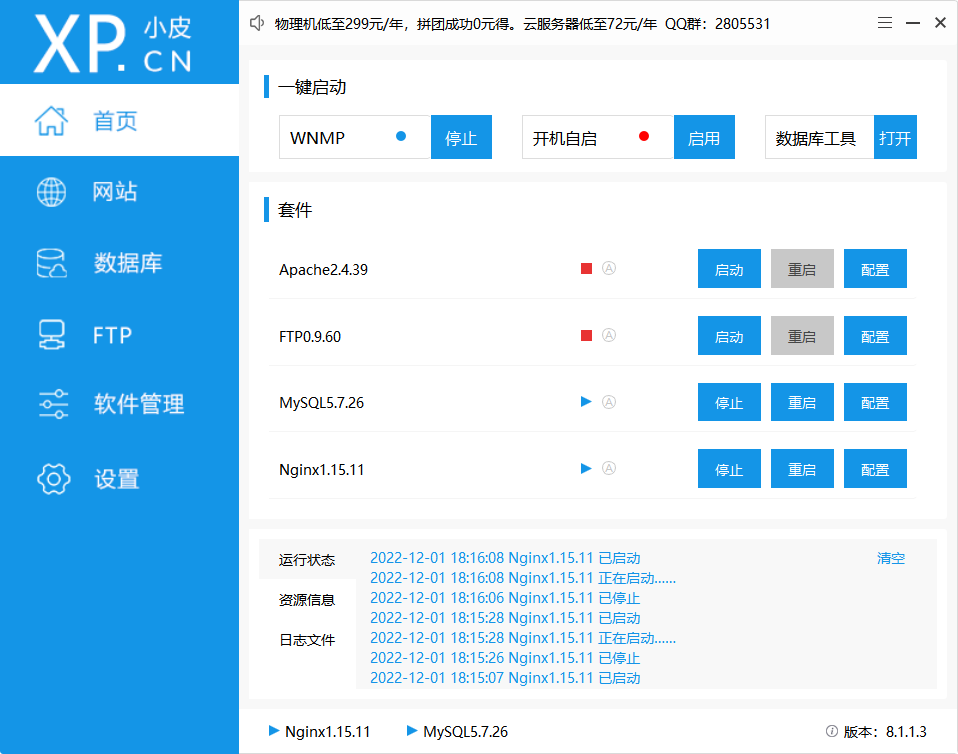 XP.小皮CN
物理机低至299元/年，拼团成功0元得。云服务器低至72元/年 QQ群：2805531
首页
网站
数据库
FTP
软件管理
设置
一键启动
WNMP 停止 开机自启 启用 数据库工具 打开
套件
Apache2.4.39 Ⓐ 启动 重启 配置
FTP0.9.60 Ⓐ 启动 重启 配置
MySQL5.7.26 Ⓐ 停止 重启 配置
Nginx1.15.11 Ⓐ 停止 重启 配置
运行状态
资源信息
日志文件
2022-12-01 18:16:08 Nginx1.15.11 已启动 清空
2022-12-01 18:16:08 Nginx1.15.11 正在启动......
2022-12-01 18:16:06 Nginx1.15.11 已停止
2022-12-01 18:15:28 Nginx1.15.11 已启动
2022-12-01 18:15:28 Nginx1.15.11 正在启动......
2022-12-01 18:15:26 Nginx1.15.11 已停止
2022-12-01 18:15:07 Nginx1.15.11 已启动
Nginx1.15.11 MySQL5.7.26 版本：8.1.1.3